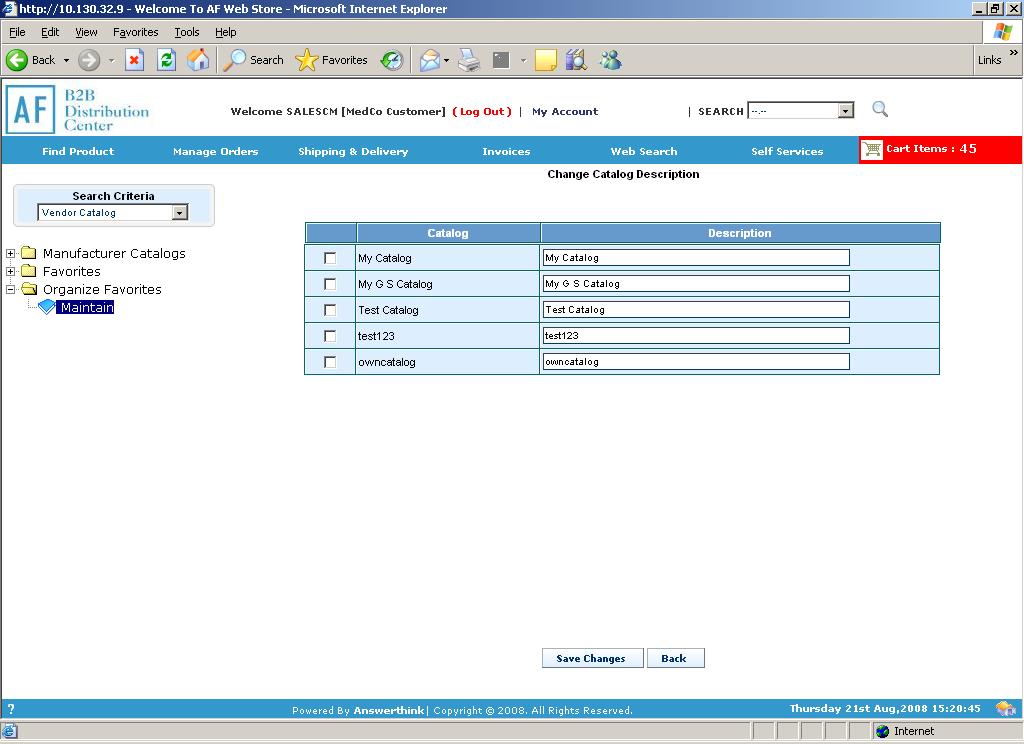 http://10.130.32.9 - Welcome To AF Web Store - Microsoft Internet Explorer
File Edit View Favorites Tools Help
Back Search Favorites Links »
AF B2B Distribution Center
Welcome SALESCM [MedCo Customer] ( Log Out ) | My Account | SEARCH --.--
Find Product Manage Orders Shipping & Delivery Invoices Web Search Self Services Cart Items : 45
Change Catalog Description
Search Criteria
Vendor Catalog
Manufacturer Catalogs
Favorites
Organize Favorites
Maintain
Catalog Description
My Catalog My Catalog
My G S Catalog My G S Catalog
Test Catalog Test Catalog
test123 test123
owncatalog owncatalog
Save Changes Back
? Powered By Answerthink| Copyright © 2008. All Rights Reserved. Thursday 21st Aug,2008 15:20:45
Internet